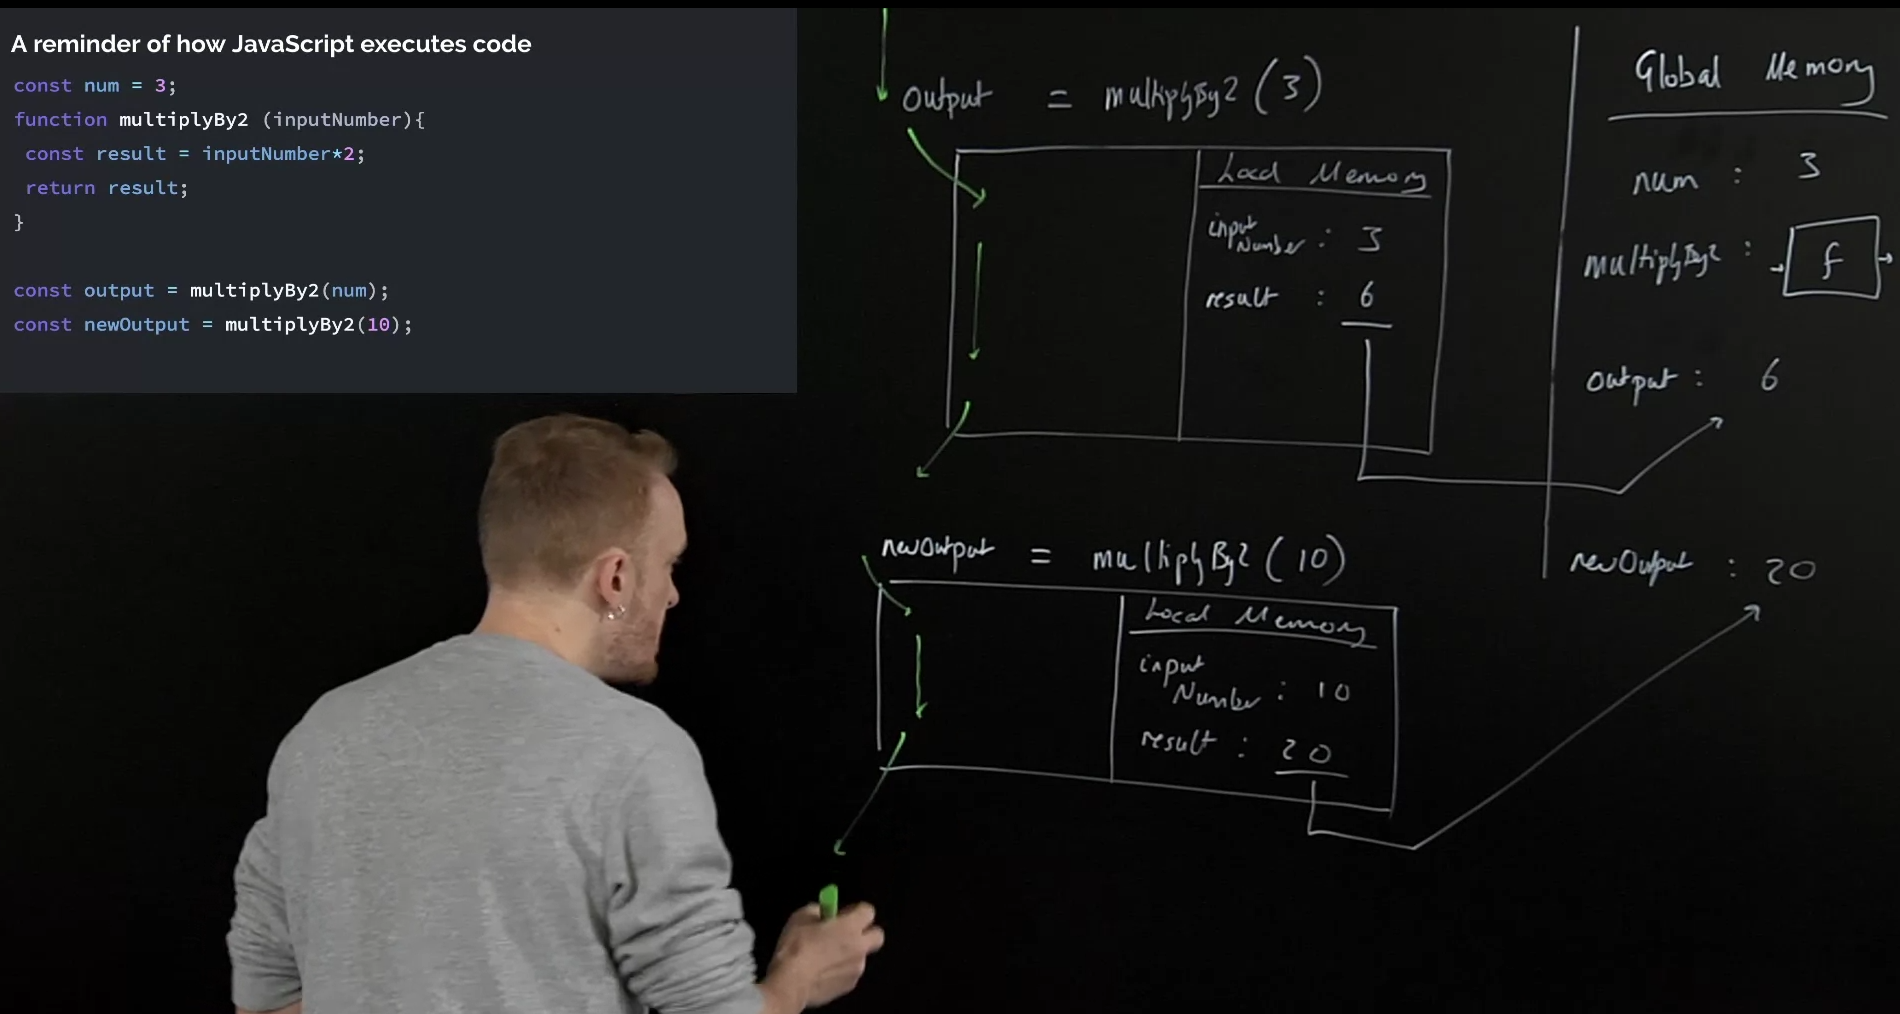 A reminder of how JavaScript executes code
const num = 3;
function multiplyBy2 (inputNumber){
const result = inputNumber*2;
return result;
}
const output = multiplyBy2(num);
const newOutput = multiplyBy2(10);
Output = multiplyBy2 (3)
Local Memory
input
Number : 3
result : 6
newOutput = multiplyBy2 (10)
Local Memory
input
Number : 10
result : 20
Global Memory
num : 3
multiplyBy2 : f
Output : 6
newOutput : 20